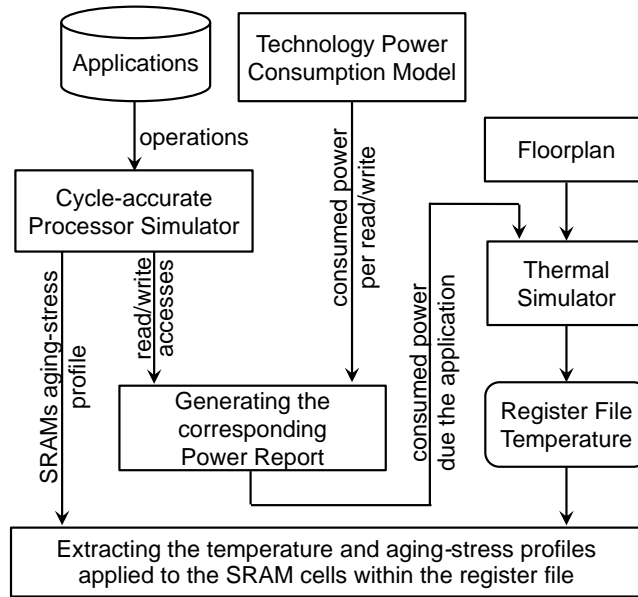 Applications
Technology Power
Consumption Model
operations
Floorplan
Cycle-accurate
Processor Simulator
consumed power
per read/write
Thermal
Simulator
SRAMs aging-stress
profile
read/write
accesses
consumed power
due the application
Generating the
corresponding
Power Report
Register File
Temperature
Extracting the temperature and aging-stress profiles
applied to the SRAM cells within the register file